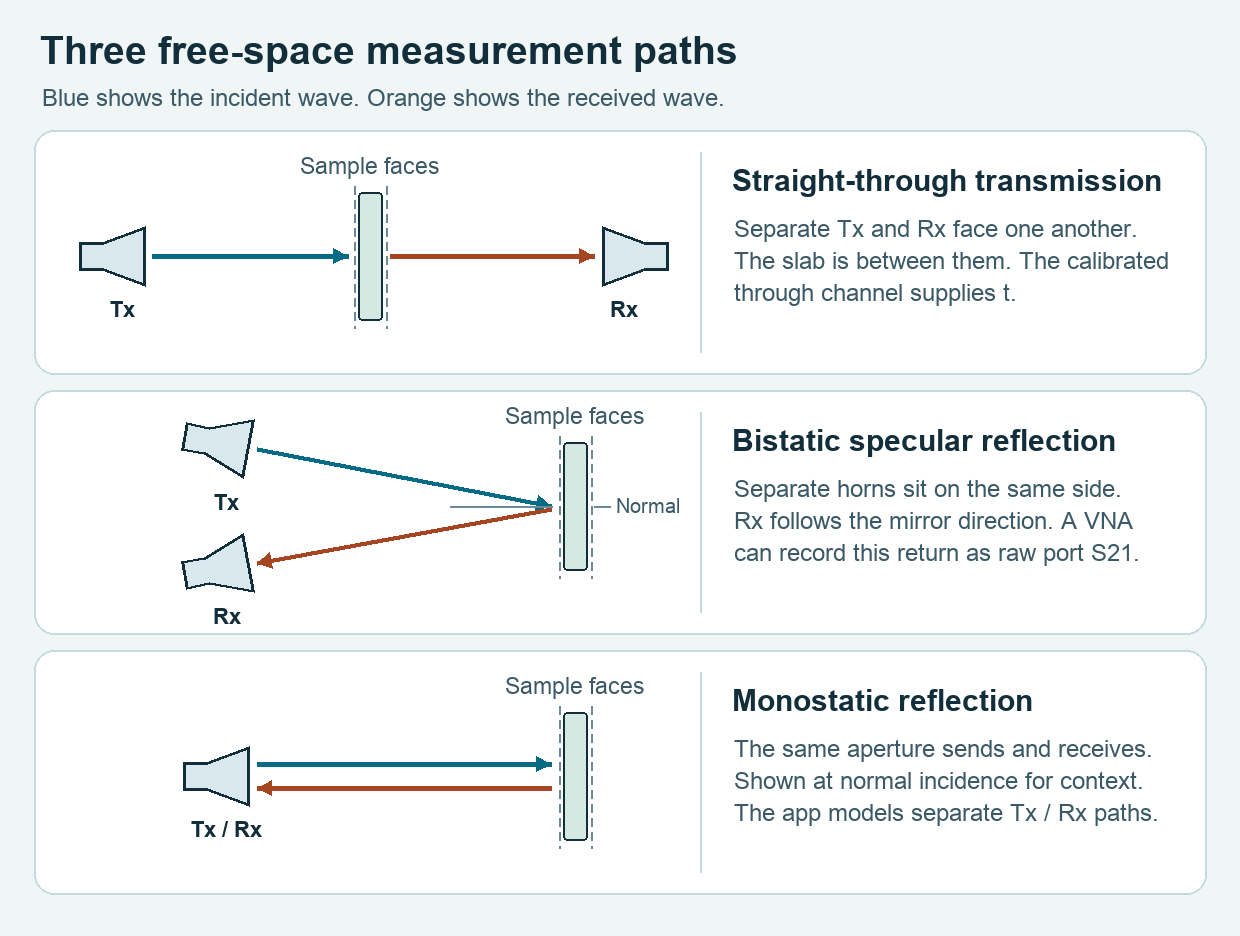 Three free-space measurement paths
Blue shows the incident wave. Orange shows the received wave.
Sample faces
Tx
Rx
Straight-through transmission
Separate Tx and Rx face one another.
The slab is between them. The calibrated
through channel supplies t.
Sample faces
Tx
Normal
Rx
Bistatic specular reflection
Separate horns sit on the same side.
Rx follows the mirror direction. A VNA
can record this return as raw port S21.
Sample faces
Tx / Rx
Monostatic reflection
The same aperture sends and receives.
Shown at normal incidence for context.
The app models separate Tx / Rx paths.